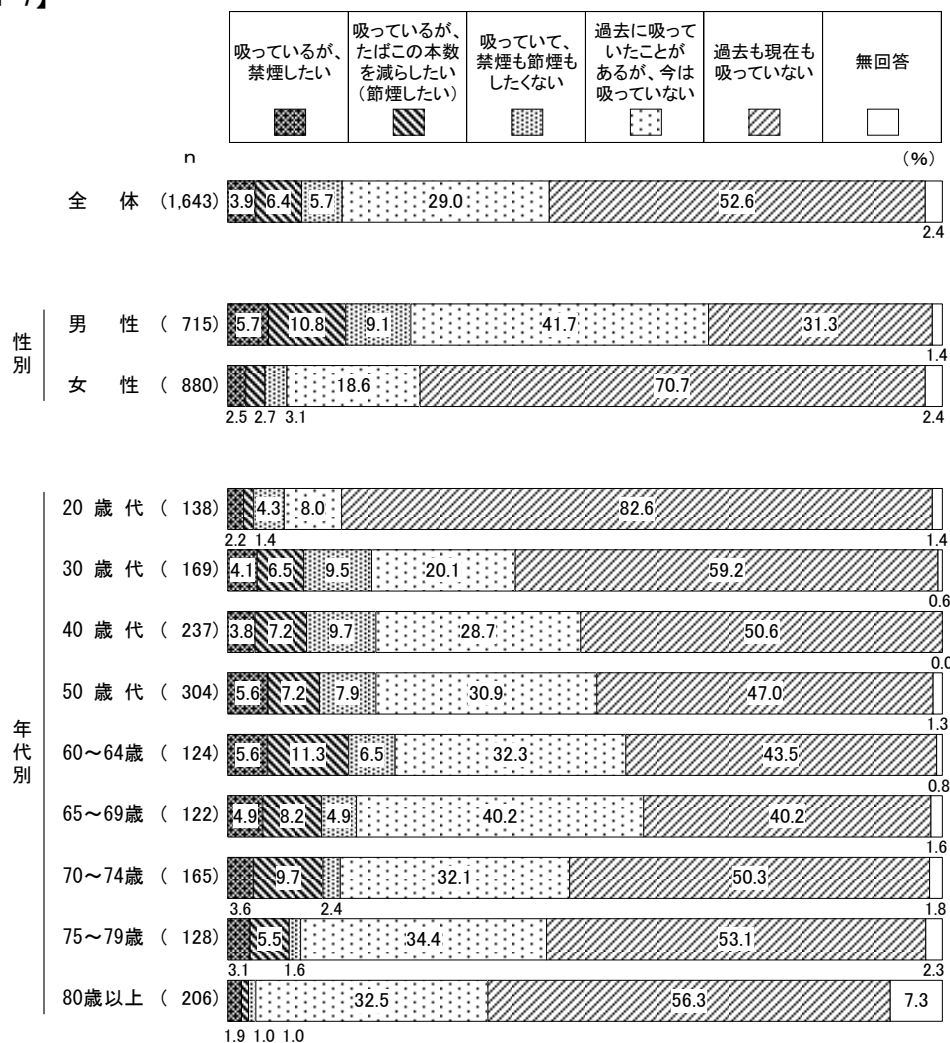 吸っているが、
禁煙したい
吸っているが、
たばこの本数
を減らしたい
(節煙したい)
吸っていて、
禁煙も節煙も
したくない
過去に吸って
いたことが
あるが、今は
吸っていない
過去も現在も
吸っていない
無回答
n
(%)
全 体 (1,643) 3.9 6.4 5.7 29.0 52.6
2.4
性別
男 性 ( 715) 5.7 10.8 9.1 41.7 31.3
1.4
女 性 ( 880) 18.6 70.7
2.5 2.7 3.1 2.4
年代別
20 歳 代 ( 138) 4.3 8.0 82.6
2.2 1.4 1.4
30 歳 代 ( 169) 4.1 6.5 9.5 20.1 59.2
0.6
40 歳 代 ( 237) 3.8 7.2 9.7 28.7 50.6
0.0
50 歳 代 ( 304) 5.6 7.2 7.9 30.9 47.0
1.3
60~64歳 ( 124) 5.6 11.3 6.5 32.3 43.5
0.8
65~69歳 ( 122) 4.9 8.2 4.9 40.2 40.2
1.6
70~74歳 ( 165) 9.7 32.1 50.3
3.6 2.4 1.8
75~79歳 ( 128) 5.5 34.4 53.1
3.1 1.6 2.3
80歳以上 ( 206) 32.5 56.3 7.3
1.9 1.0 1.0